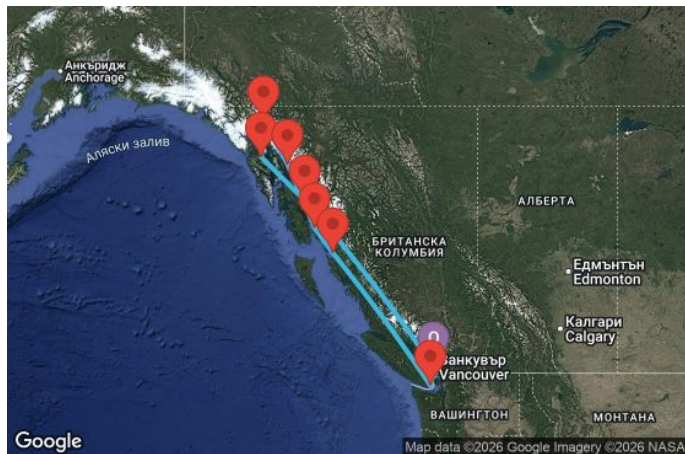 Анкъридж
Anchorage
Аляски залив
АЛБЕРТА
БРИТАНСКА
КОЛУМБИЯ
Едмънтън
Edmonton
Калгари
Calgary
Ванкувър
Vancouver
ВАШИНГТОН
МОНТАНА
Google
Map data ©2026 Google Imagery ©2026 NASA